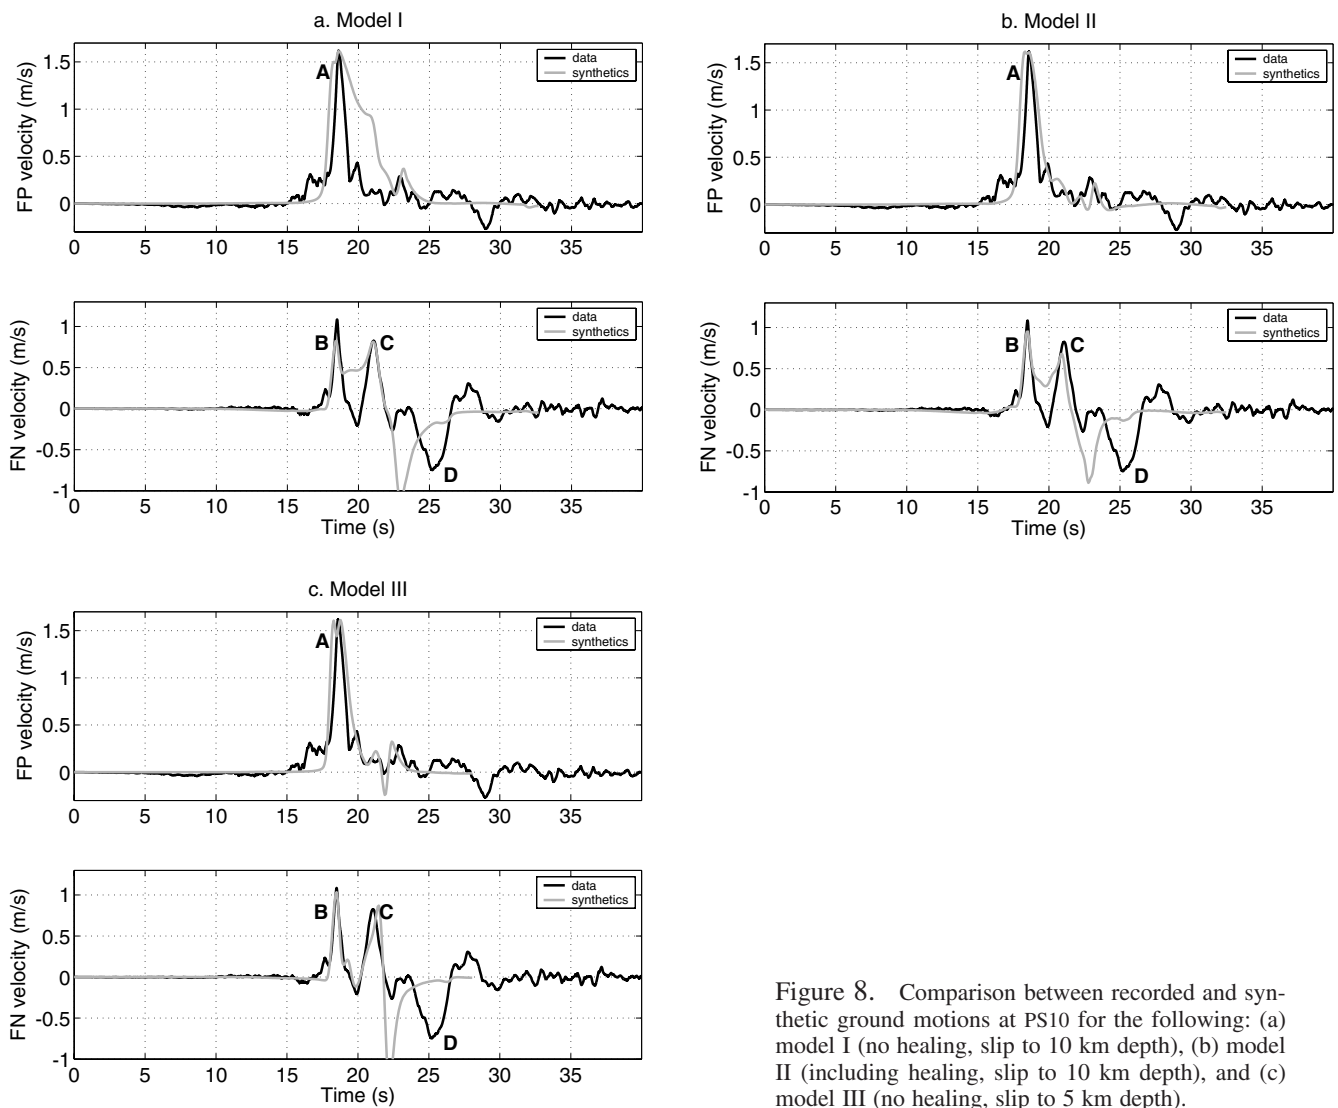 a. Model I
FP velocity (m/s)
1.5
1
0.5
0
A
data
synthetics
0 5 10 15 20 25 30 35
FN velocity (m/s)
1
0.5
0
-0.5
-1
B
C
D
data
synthetics
0 5 10 15 20 25 30 35
Time (s)
b. Model II
FP velocity (m/s)
1.5
1
0.5
0
A
data
synthetics
0 5 10 15 20 25 30 35
FN velocity (m/s)
1
0.5
0
-0.5
-1
B
C
D
data
synthetics
0 5 10 15 20 25 30 35
Time (s)
c. Model III
FP velocity (m/s)
1.5
1
0.5
0
A
data
synthetics
0 5 10 15 20 25 30 35
FN velocity (m/s)
1
0.5
0
-0.5
-1
B
C
D
data
synthetics
0 5 10 15 20 25 30 35
Time (s)
Figure 8. Comparison between recorded and syn-
thetic ground motions at PS10 for the following: (a)
model I (no healing, slip to 10 km depth), (b) model
II (including healing, slip to 10 km depth), and (c)
model III (no healing, slip to 5 km depth).